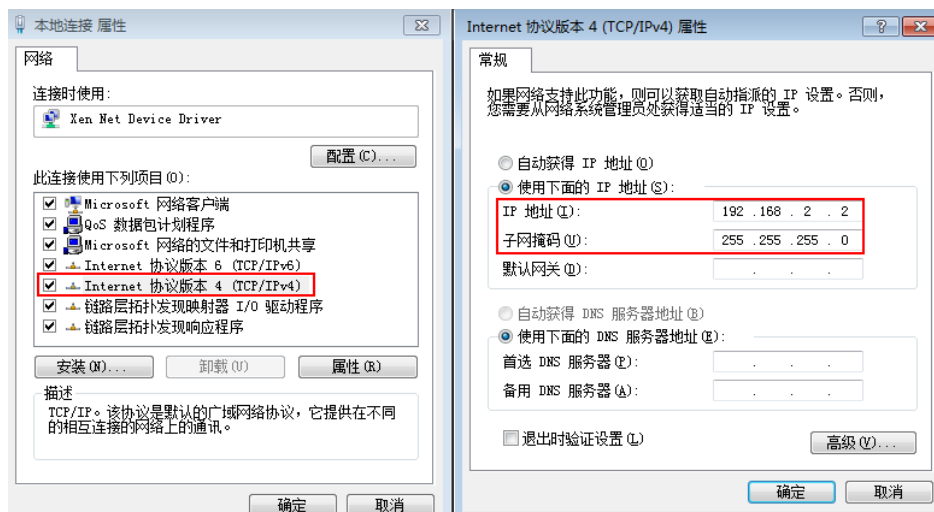 本地连接 属性
网络
连接时使用:
Xen Net Device Driver
配置(C)...
此连接使用下列项目(O):
Microsoft 网络客户端
QoS 数据包计划程序
Microsoft 网络的文件和打印机共享
Internet 协议版本 6 (TCP/IPv6)
Internet 协议版本 4 (TCP/IPv4)
链路层拓扑发现映射器 I/O 驱动程序
链路层拓扑发现响应程序
安装(N)...
卸载(U)
属性(R)
描述
TCP/IP。该协议是默认的广域网络协议，它提供在不同
的相互连接的网络上的通讯。
确定
取消
Internet 协议版本 4 (TCP/IPv4) 属性
常规
如果网络支持此功能，则可以获取自动指派的 IP 设置。否则，
您需要从网络系统管理员处获得适当的 IP 设置。
自动获得 IP 地址(O)
使用下面的 IP 地址(S):
IP 地址(I):
192 .168 . 2 . 2
子网掩码(U):
255 .255 .255 . 0
默认网关(D):
. . .
自动获得 DNS 服务器地址(B)
使用下面的 DNS 服务器地址(E):
首选 DNS 服务器(P):
. . .
备用 DNS 服务器(A):
. . .
退出时验证设置(L)
高级(V)...
确定
取消